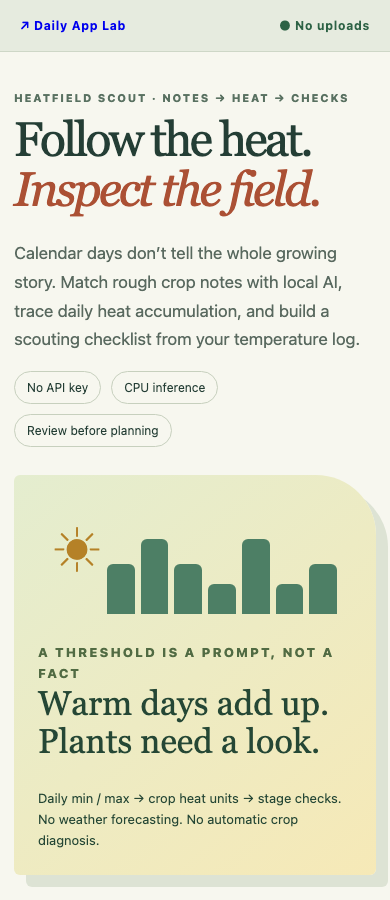 ↗ Daily App Lab
No uploads
HEATFIELD SCOUT · NOTES → HEAT → CHECKS
Follow the heat.
Inspect the field.
Calendar days don’t tell the whole growing
story. Match rough crop notes with local AI,
trace daily heat accumulation, and build a
scouting checklist from your temperature log.
No API key
CPU inference
Review before planning
A THRESHOLD IS A PROMPT, NOT A
FACT
Warm days add up.
Plants need a look.
Daily min / max → crop heat units → stage checks.
No weather forecasting. No automatic crop
diagnosis.